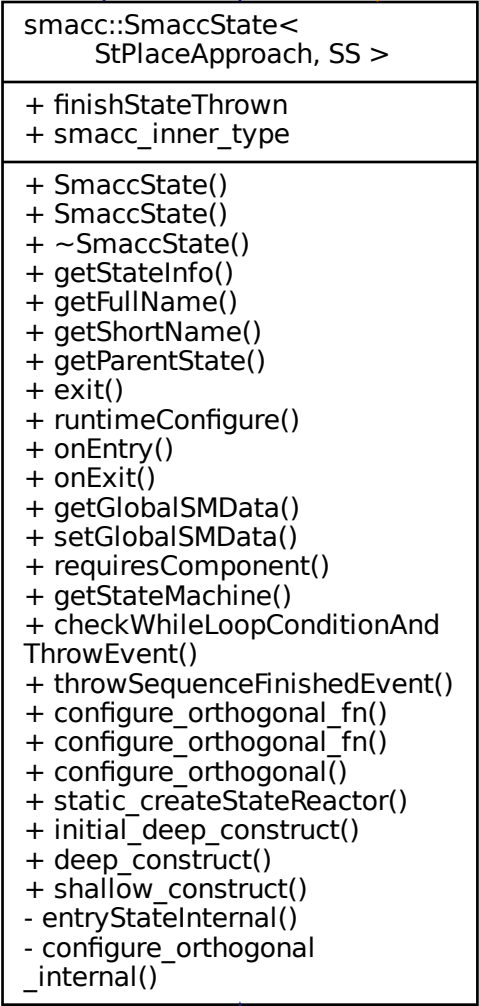 smacc::SmaccState<
StPlaceApproach, SS >
+ finishStateThrown
+ smacc_inner_type
+ SmaccState()
+ SmaccState()
+ ~SmaccState()
+ getStateInfo()
+ getFullName()
+ getShortName()
+ getParentState()
+ exit()
+ runtimeConfigure()
+ onEntry()
+ onExit()
+ getGlobalSMData()
+ setGlobalSMData()
+ requiresComponent()
+ getStateMachine()
+ checkWhileLoopConditionAnd
ThrowEvent()
+ throwSequenceFinishedEvent()
+ configure_orthogonal_fn()
+ configure_orthogonal_fn()
+ configure_orthogonal()
+ static_createStateReactor()
+ initial_deep_construct()
+ deep_construct()
+ shallow_construct()
- entryStateInternal()
- configure_orthogonal
_internal()